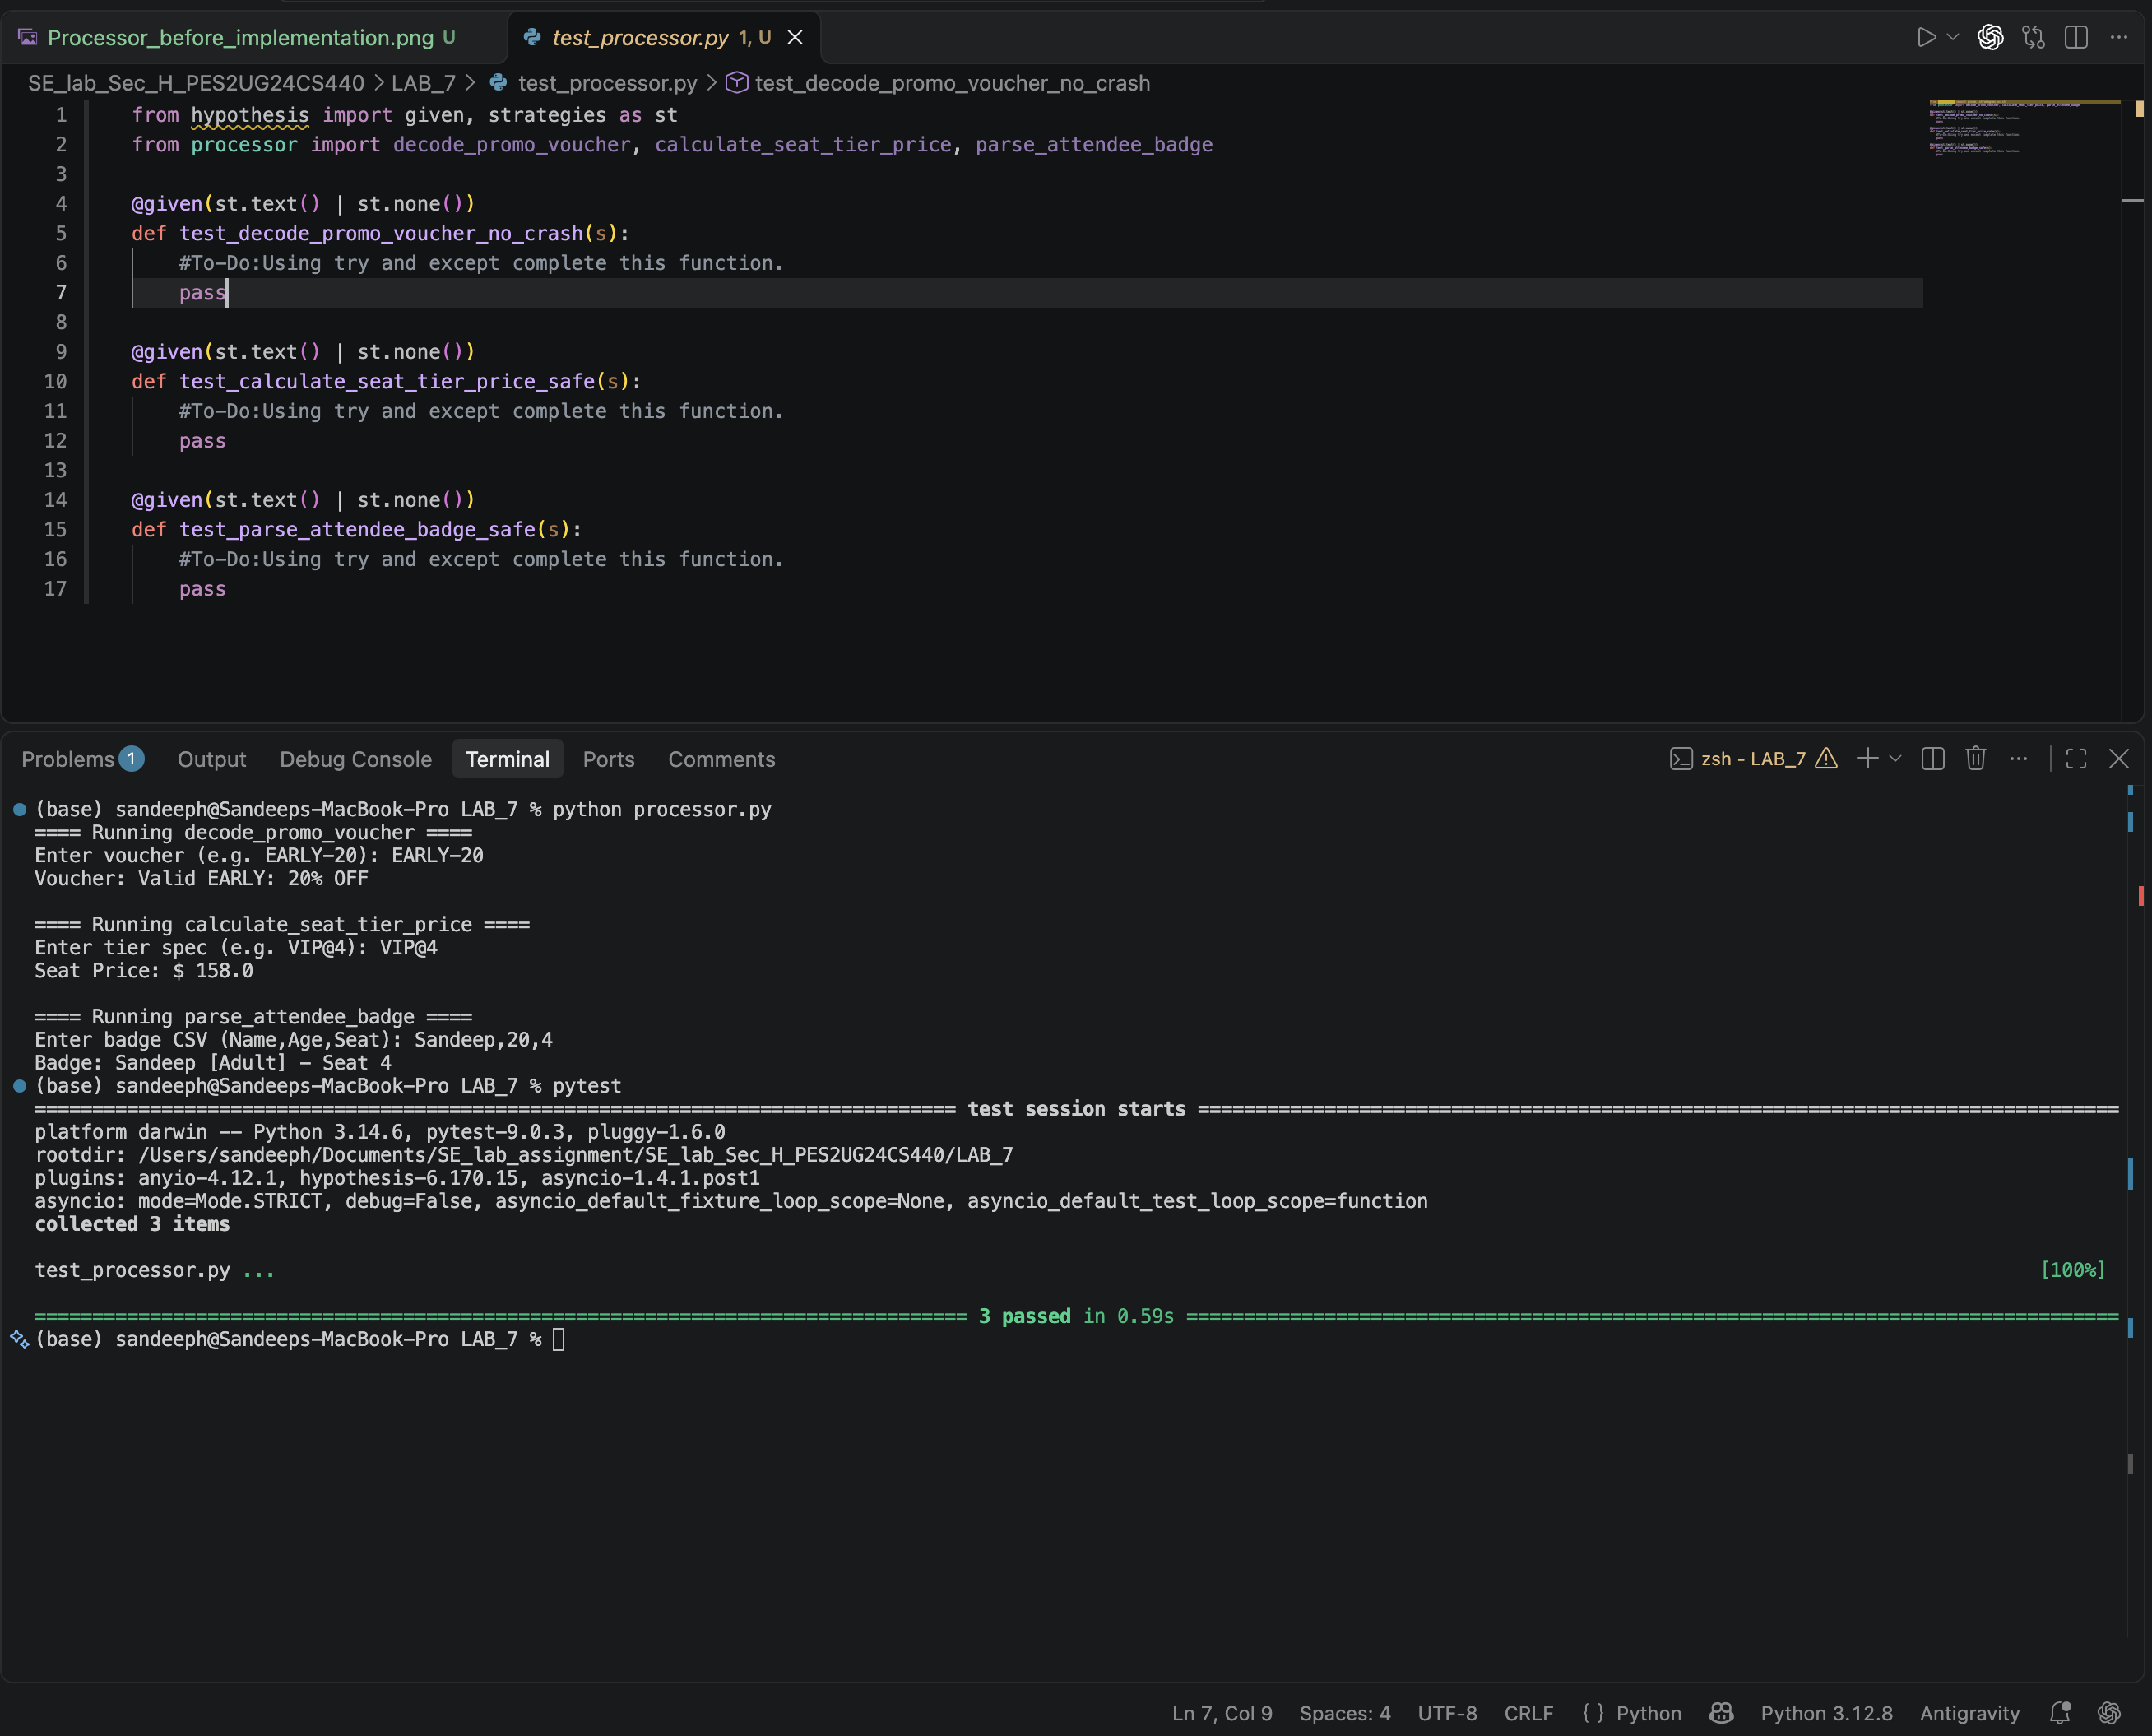 Processor_before_implementation.png U
test_processor.py 1, U
SE_lab_Sec_H_PES2UG24CS440 > LAB_7 > test_processor.py > test_decode_promo_voucher_no_crash
1 from hypothesis import given, strategies as st
2 from processor import decode_promo_voucher, calculate_seat_tier_price, parse_attendee_badge
3
4 @given(st.text() | st.none())
5 def test_decode_promo_voucher_no_crash(s):
6 #To-Do:Using try and except complete this function.
7 pass
8
9 @given(st.text() | st.none())
10 def test_calculate_seat_tier_price_safe(s):
11 #To-Do:Using try and except complete this function.
12 pass
13
14 @given(st.text() | st.none())
15 def test_parse_attendee_badge_safe(s):
16 #To-Do:Using try and except complete this function.
17 pass
Problems 1 Output Debug Console Terminal Ports Comments zsh - LAB_7
(base) sandeeph@Sandeeps-MacBook-Pro LAB_7 % python processor.py
==== Running decode_promo_voucher ====
Enter voucher (e.g. EARLY-20): EARLY-20
Voucher: Valid EARLY: 20% OFF
==== Running calculate_seat_tier_price ====
Enter tier spec (e.g. VIP@4): VIP@4
Seat Price: $ 158.0
==== Running parse_attendee_badge ====
Enter badge CSV (Name,Age,Seat): Sandeep,20,4
Badge: Sandeep [Adult] - Seat 4
(base) sandeeph@Sandeeps-MacBook-Pro LAB_7 % pytest
================================================================================ test session starts ================================================================================
platform darwin -- Python 3.14.6, pytest-9.0.3, pluggy-1.6.0
rootdir: /Users/sandeeph/Documents/SE_lab_assignment/SE_lab_Sec_H_PES2UG24CS440/LAB_7
plugins: anyio-4.12.1, hypothesis-6.170.15, asyncio-1.4.1.post1
asyncio: mode=Mode.STRICT, debug=False, asyncio_default_fixture_loop_scope=None, asyncio_default_test_loop_scope=function
collected 3 items
test_processor.py ... [100%]
================================================================================= 3 passed in 0.59s =================================================================================
(base) sandeeph@Sandeeps-MacBook-Pro LAB_7 %
Ln 7, Col 9 Spaces: 4 UTF-8 CRLF {} Python Python 3.12.8 Antigravity